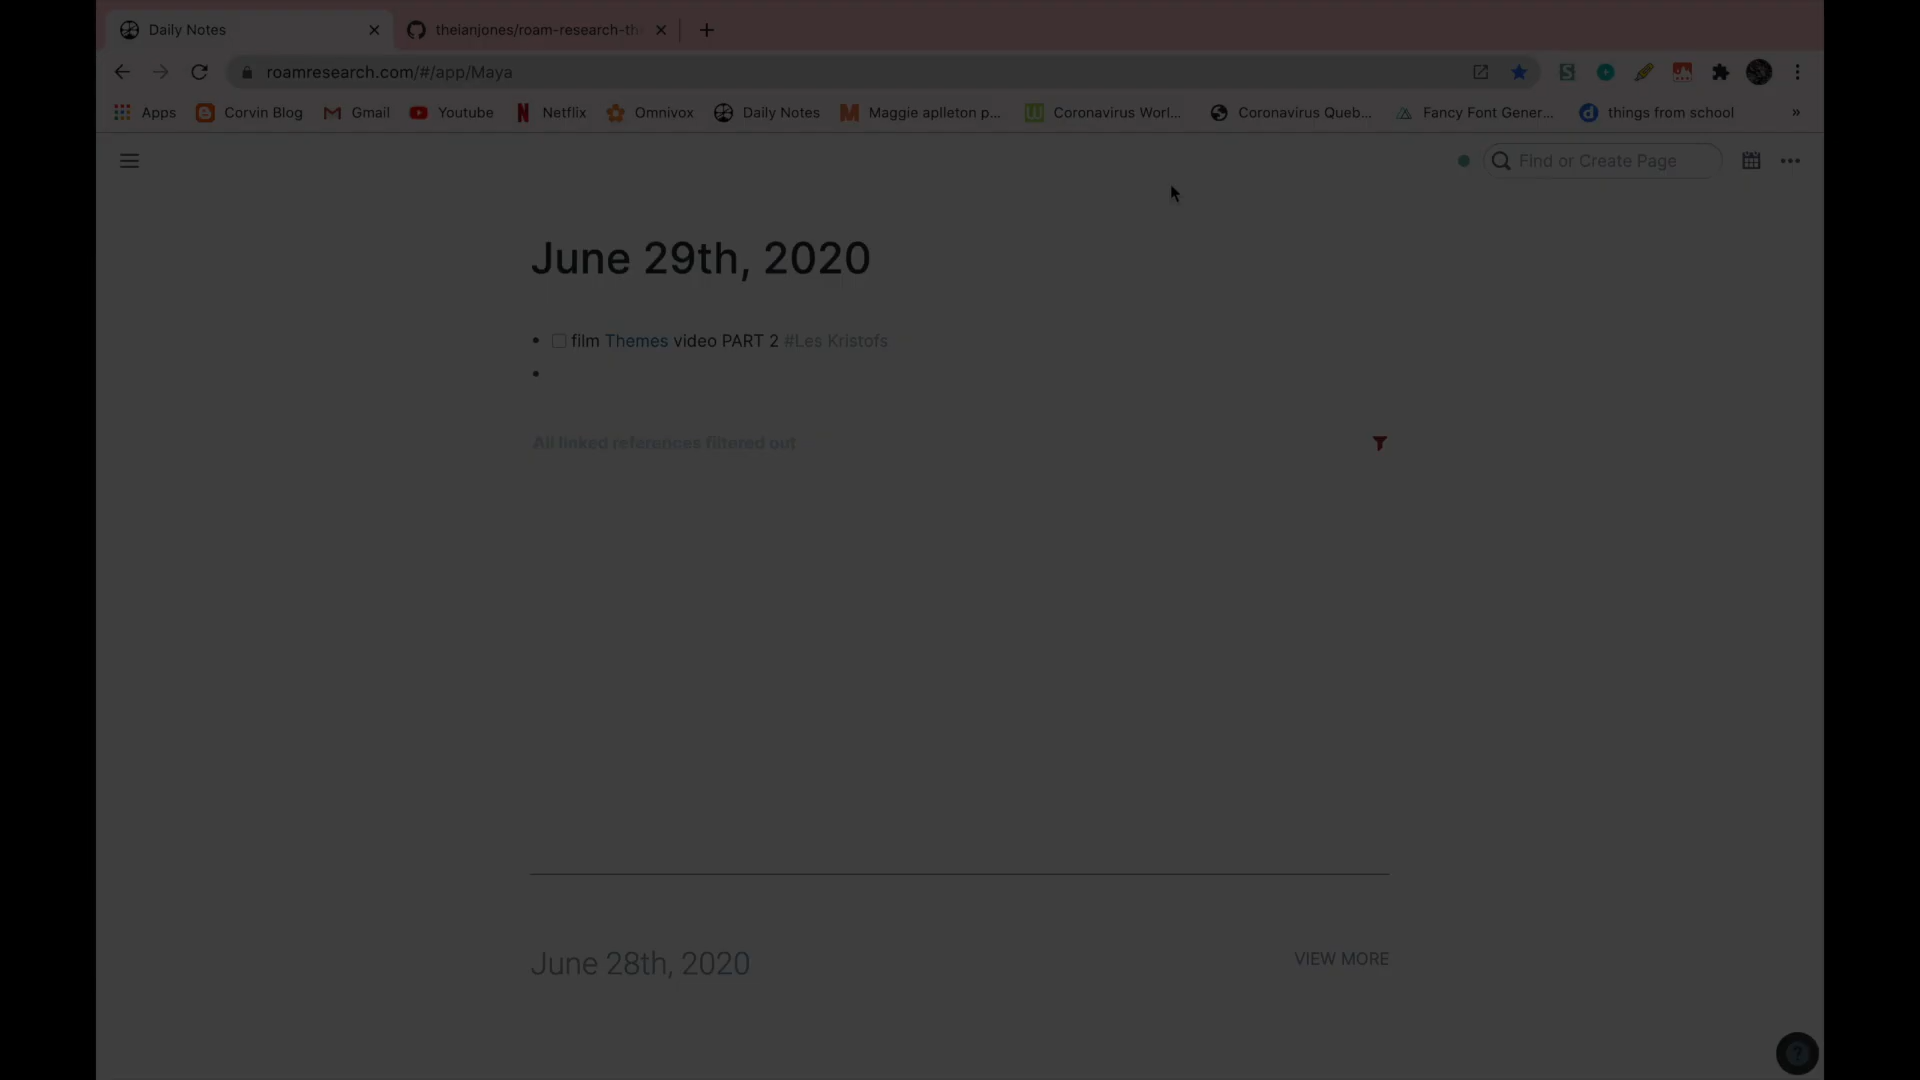 Daily Notes
theianjones/roam-research-th
roamresearch.com/#/app/Maya
Apps Corvin Blog Gmail Youtube Netflix Omnivox Daily Notes Maggie aplleton p... Coronavirus Worl... Coronavirus Queb... Fancy Font Gener... things from school »
Find or Create Page
June 29th, 2020
film Themes video PART 2 #Les Kristofs
All linked references filtered out
June 28th, 2020
VIEW MORE
?